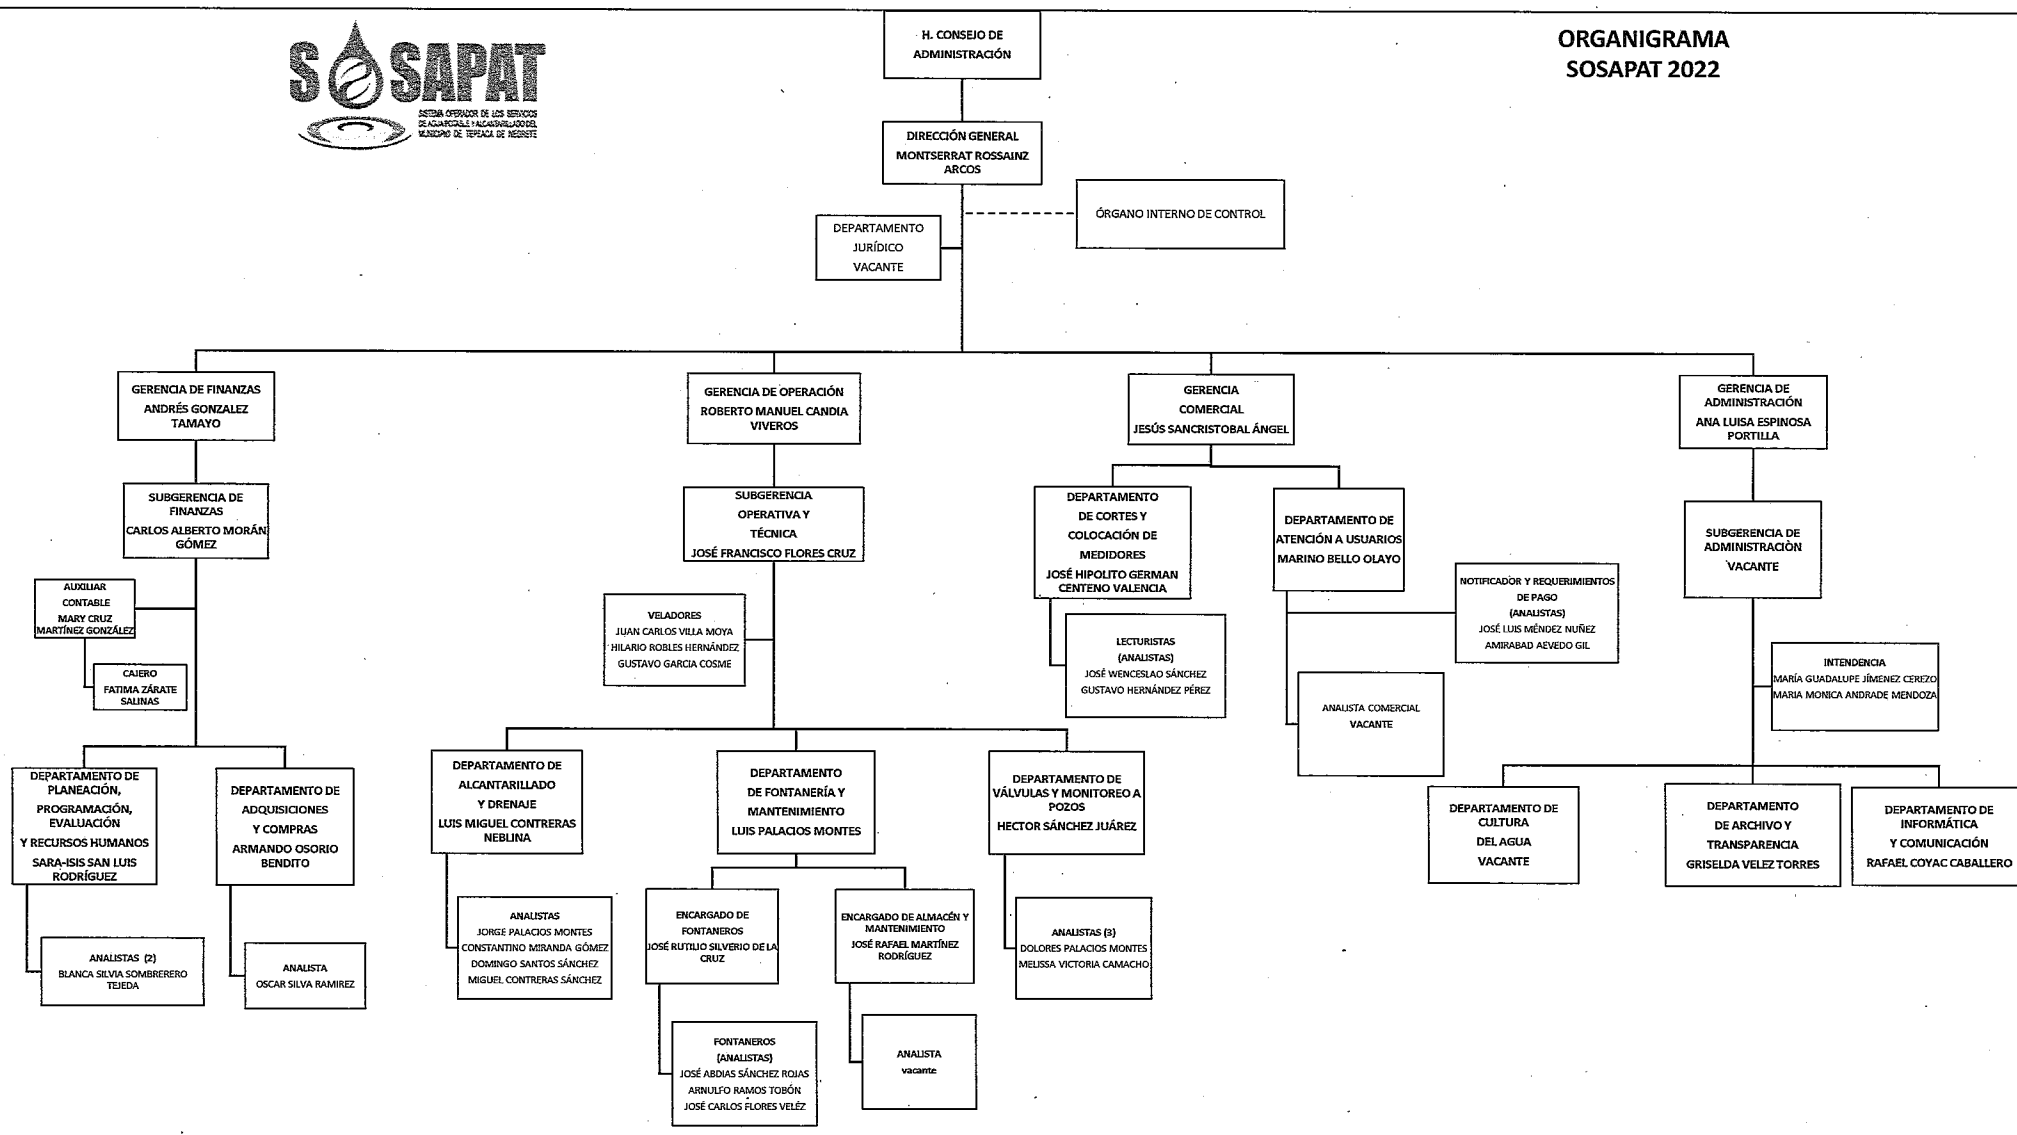 SOSAPAT
SISTEMA OPERADOR DE LOS SERVICIOS
DE AGUA POTABLE Y ALCANTARILLADO DEL
MUNICIPIO DE TEPEACA DE NEGRETE
ORGANIGRAMA
SOSAPAT 2022
H. CONSEJO DE
ADMINISTRACIÓN
DIRECCIÓN GENERAL
MONTSERRAT ROSSAINZ
ARCOS
ÓRGANO INTERNO DE CONTROL
DEPARTAMENTO
JURÍDICO
VACANTE
GERENCIA DE FINANZAS
ANDRÉS GONZALEZ
TAMAYO
GERENCIA DE OPERACIÓN
ROBERTO MANUEL CANDIA
VIVEROS
GERENCIA
COMERCIAL
JESÚS SANCRISTOBAL ÁNGEL
GERENCIA DE
ADMINISTRACIÓN
ANA LUISA ESPINOSA
PORTILLA
SUBGERENCIA DE
FINANZAS
CARLOS ALBERTO MORÁN
GÓMEZ
SUBGERENCIA
OPERATIVA Y
TÉCNICA
JOSÉ FRANCISCO FLORES CRUZ
DEPARTAMENTO
DE CORTES Y
COLOCACIÓN DE
MEDIDORES
JOSÉ HIPOLITO GERMAN
CENTENO VALENCIA
DEPARTAMENTO DE
ATENCIÓN A USUARIOS
MARINO BELLO OLAYO
SUBGERENCIA DE
ADMINISTRACIÒN
VACANTE
AUXILIAR
CONTABLE
MARY CRUZ
MARTÍNEZ GONZÁLEZ
CAJERO
FATIMA ZÁRATE
SALINAS
VELADORES
JUAN CARLOS VILLA MOYA
HILARIO ROBLES HERNÁNDEZ
GUSTAVO GARCIA COSME
LECTURISTAS
(ANALISTAS)
JOSÉ WENCESLAO SÁNCHEZ
GUSTAVO HERNÁNDEZ PÉREZ
NOTIFICADOR Y REQUERIMIENTOS
DE PAGO
(ANALISTAS)
JOSÉ LUIS MÉNDEZ NUÑEZ
AMIRABAD AEVEDO GIL
ANALISTA COMERCIAL
VACANTE
INTENDENCIA
MARÍA GUADALUPE JÍMENEZ CEREZO
MARIA MONICA ANDRADE MENDOZA
DEPARTAMENTO DE
PLANEACIÓN,
PROGRAMACIÓN,
EVALUACIÓN
Y RECURSOS HUMANOS
SARA-ISIS SAN LUIS
RODRÍGUEZ
DEPARTAMENTO DE
ADQUISICIONES
Y COMPRAS
ARMANDO OSORIO
BENDITO
DEPARTAMENTO DE
ALCANTARILLADO
Y DRENAJE
LUIS MIGUEL CONTRERAS
NEBLINA
DEPARTAMENTO
DE FONTANERÍA Y
MANTENIMIENTO
LUIS PALACIOS MONTES
DEPARTAMENTO DE
VÁLVULAS Y MONITOREO A
POZOS
HECTOR SÁNCHEZ JUÁREZ
DEPARTAMENTO DE
CULTURA
DEL AGUA
VACANTE
DEPARTAMENTO
DE ARCHIVO Y
TRANSPARENCIA
GRISELDA VELEZ TORRES
DEPARTAMENTO DE
INFORMÁTICA
Y COMUNICACIÓN
RAFAEL COYAC CABALLERO
ANALISTAS (2)
BLANCA SILVIA SOMBRERERO
TEJEDA
ANALISTA
OSCAR SILVA RAMIREZ
ANALISTAS
JORGE PALACIOS MONTES
CONSTANTINO MIRANDA GÓMEZ
DOMINGO SANTOS SÁNCHEZ
MIGUEL CONTRERAS SÁNCHEZ
ENCARGADO DE
FONTANEROS
JOSÉ RUTILIO SILVERIO DE LA
CRUZ
ENCARGADO DE ALMACÉN Y
MANTENIMIENTO
JOSÉ RAFAEL MARTÍNEZ
RODRÍGUEZ
ANALISTAS (3)
DOLORES PALACIOS MONTES
MELISSA VICTORIA CAMACHO
FONTANEROS
(ANALISTAS)
JOSÉ ABDIAS SÁNCHEZ ROJAS
ARNULFO RAMOS TOBÓN
JOSÉ CARLOS FLORES VELÉZ
ANALISTA
vacante